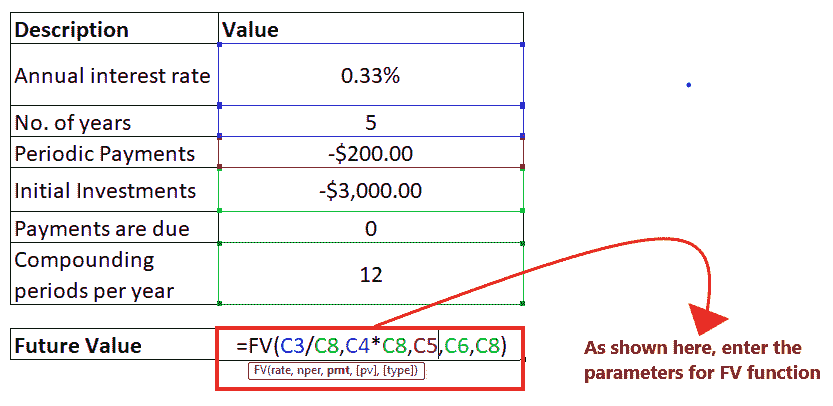 Description Value
Annual interest rate 0.33%
No. of years 5
Periodic Payments -$200.00
Initial Investments -$3,000.00
Payments are due 0
Compounding
periods per year 12
Future Value =FV(C3/C8,C4*C8,C5,C6,C8)
FV(rate, nper, pmt, [pv], [type])
As shown here, enter the
parameters for FV function